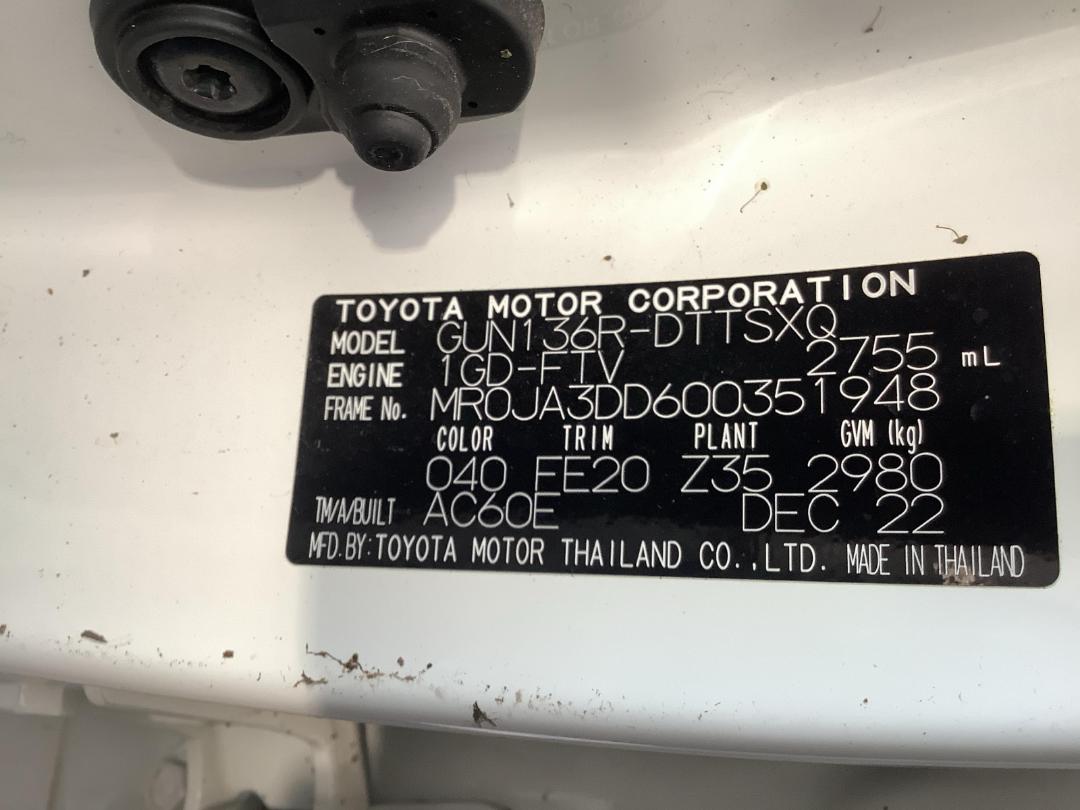 TOYOTA MOTOR CORPORATION
MODEL GUN136R-DTTSXQ
ENGINE 1GD-FTV 2755 mL
FRAME No. MR0JA3DD600351948
COLOR TRIM PLANT GVM (kg)
040 FE20 Z35 2980
TM/A/BUILT AC60E DEC 22
MFD. BY: TOYOTA MOTOR THAILAND CO.,LTD. MADE IN THAILAND